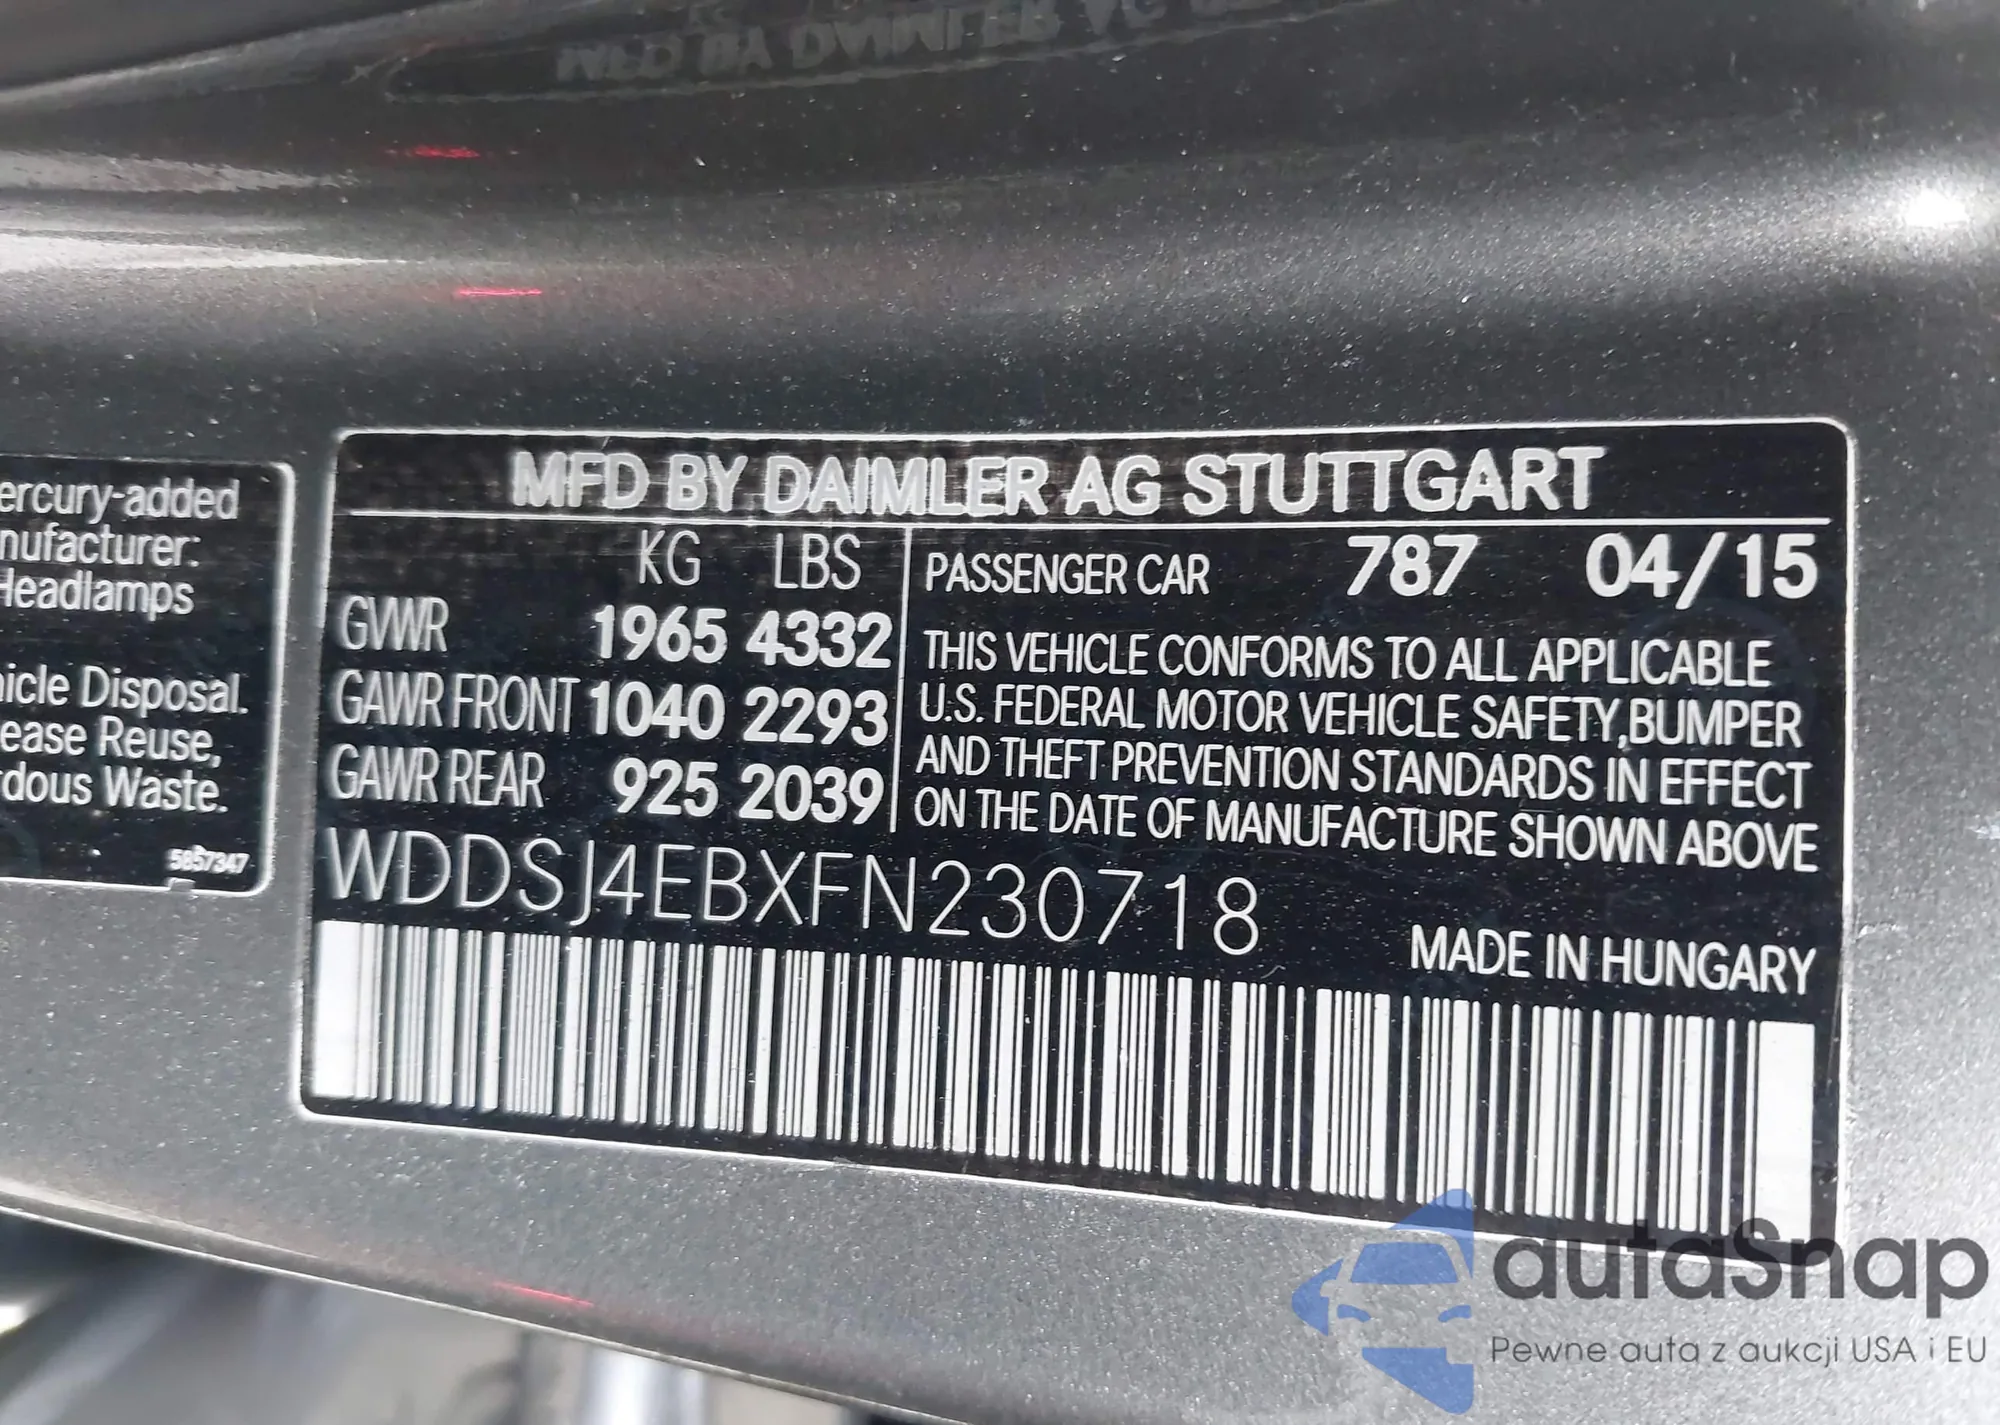 ercury-added
nufacturer:
Headlamps
icle Disposal.
ease Reuse,
dous Waste.
5857347
MFD BY DAIMLER AG STUTTGART
KG LBS
GVWR 1965 4332
GAWR FRONT 1040 2293
GAWR REAR 925 2039
PASSENGER CAR 787 04/15
THIS VEHICLE CONFORMS TO ALL APPLICABLE
U.S. FEDERAL MOTOR VEHICLE SAFETY,BUMPER
AND THEFT PREVENTION STANDARDS IN EFFECT
ON THE DATE OF MANUFACTURE SHOWN ABOVE
WDDSJ4EBXFN230718
MADE IN HUNGARY
autaSnap
Pewne auta z aukcji USA i EU